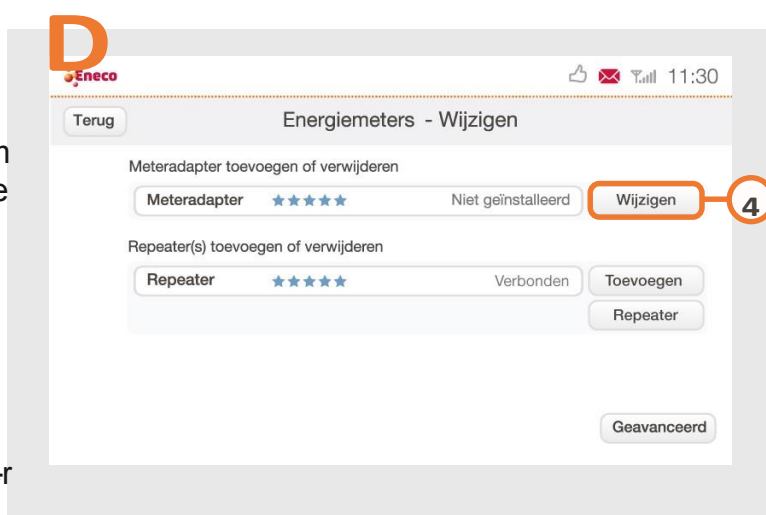 D
Eneco 11:30
Terug Energiemeters - Wijzigen
Meteradapter toevoegen of verwijderen
Meteradapter ★★★★★ Niet geïnstalleerd Wijzigen 4
Repeater(s) toevoegen of verwijderen
Repeater ★★★★★ Verbonden Toevoegen
Repeater
Geavanceerd